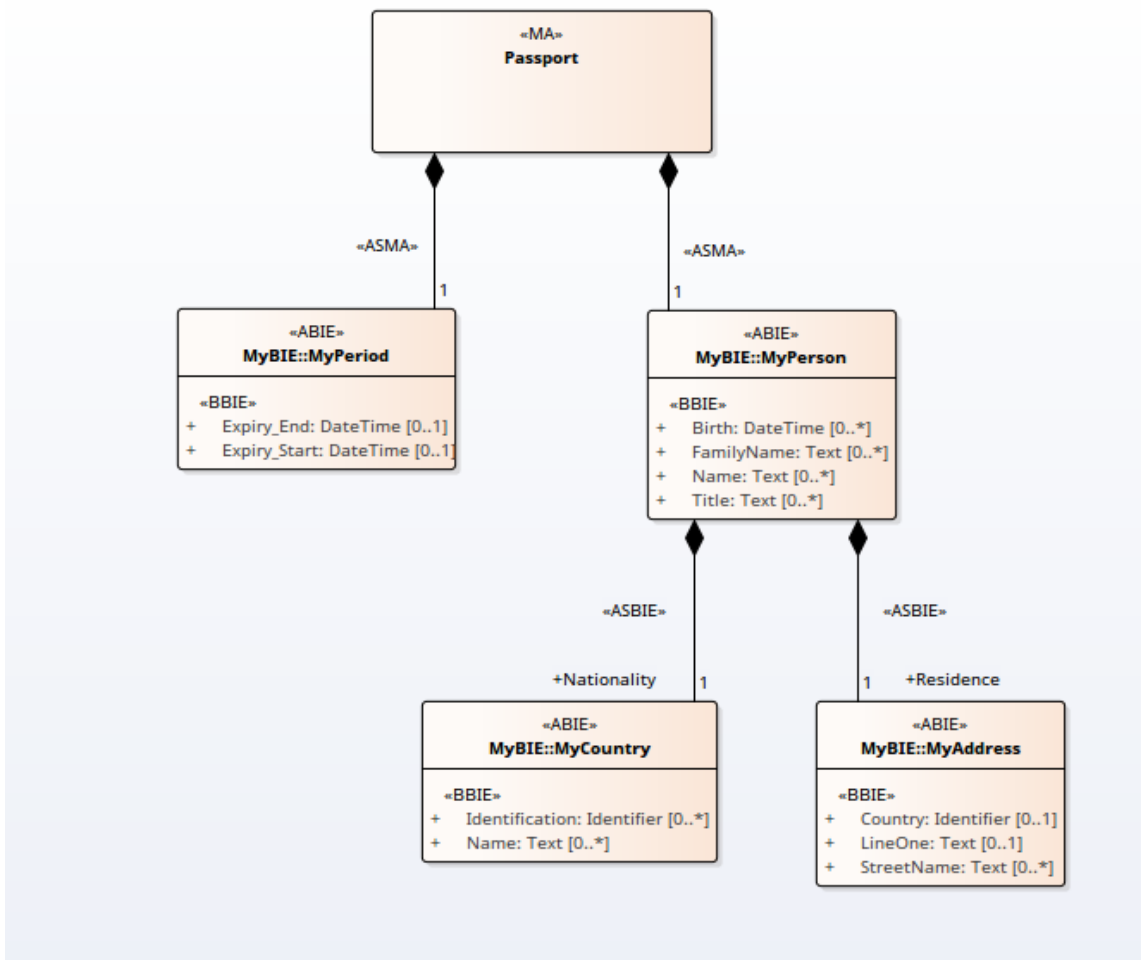 «MA»
Passport
«ASMA»
«ASMA»
1
1
«ABIE»
MyBIE::MyPeriod
«BBIE»
+ Expiry_End: DateTime [0..1]
+ Expiry_Start: DateTime [0..1]
«ABIE»
MyBIE::MyPerson
«BBIE»
+ Birth: DateTime [0..*]
+ FamilyName: Text [0..*]
+ Name: Text [0..*]
+ Title: Text [0..*]
«ASBIE»
«ASBIE»
+Nationality 1
1 +Residence
«ABIE»
MyBIE::MyCountry
«BBIE»
+ Identification: Identifier [0..*]
+ Name: Text [0..*]
«ABIE»
MyBIE::MyAddress
«BBIE»
+ Country: Identifier [0..1]
+ LineOne: Text [0..1]
+ StreetName: Text [0..*]